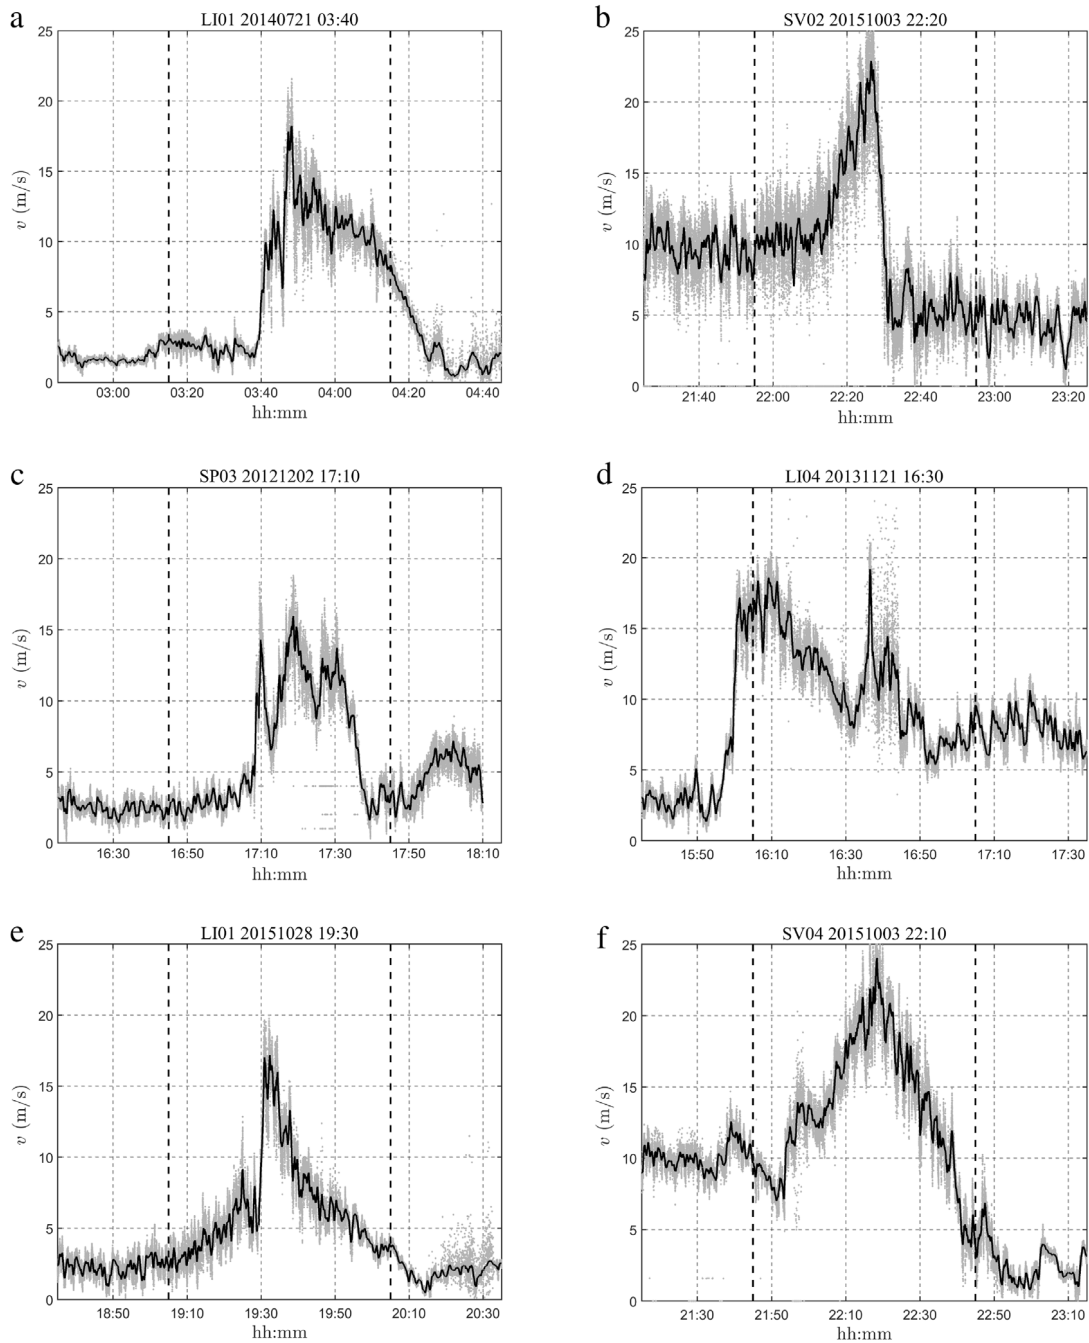 a
LI01 20140721 03:40
25
20
15
10
5
0
v (m/s)
03:00 03:20 03:40 04:00 04:20 04:40
hh:mm
b
SV02 20151003 22:20
25
20
15
10
5
0
v (m/s)
21:40 22:00 22:20 22:40 23:00 23:20
hh:mm
c
SP03 20121202 17:10
25
20
15
10
5
0
v (m/s)
16:30 16:50 17:10 17:30 17:50 18:10
hh:mm
d
LI04 20131121 16:30
25
20
15
10
5
0
v (m/s)
15:50 16:10 16:30 16:50 17:10 17:30
hh:mm
e
LI01 20151028 19:30
25
20
15
10
5
0
v (m/s)
18:50 19:10 19:30 19:50 20:10 20:30
hh:mm
f
SV04 20151003 22:10
25
20
15
10
5
0
v (m/s)
21:30 21:50 22:10 22:30 22:50 23:10
hh:mm